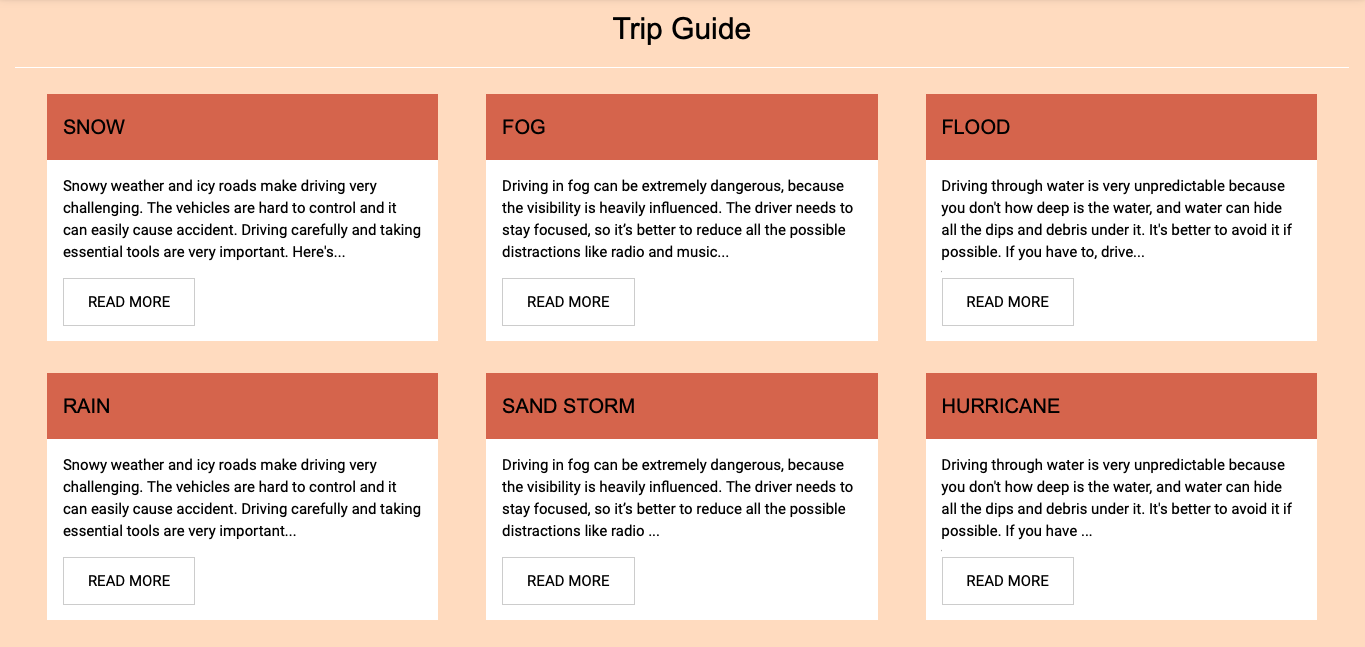 Trip Guide
SNOW
Snowy weather and icy roads make driving very
challenging. The vehicles are hard to control and it
can easily cause accident. Driving carefully and taking
essential tools are very important. Here's...
READ MORE
FOG
Driving in fog can be extremely dangerous, because
the visibility is heavily influenced. The driver needs to
stay focused, so it’s better to reduce all the possible
distractions like radio and music...
READ MORE
FLOOD
Driving through water is very unpredictable because
you don't how deep is the water, and water can hide
all the dips and debris under it. It's better to avoid it if
possible. If you have to, drive...
READ MORE
RAIN
Snowy weather and icy roads make driving very
challenging. The vehicles are hard to control and it
can easily cause accident. Driving carefully and taking
essential tools are very important...
READ MORE
SAND STORM
Driving in fog can be extremely dangerous, because
the visibility is heavily influenced. The driver needs to
stay focused, so it’s better to reduce all the possible
distractions like radio ...
READ MORE
HURRICANE
Driving through water is very unpredictable because
you don't how deep is the water, and water can hide
all the dips and debris under it. It's better to avoid it if
possible. If you have ...
READ MORE